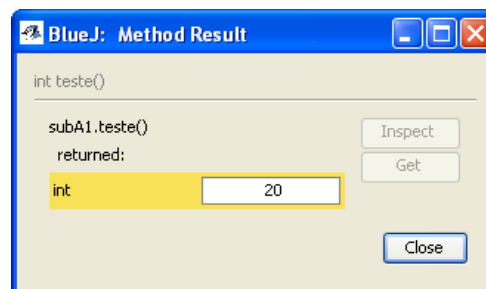 BlueJ: Method Result
int teste()
subA1.teste()
returned:
Inspect
Get
int 20
Close